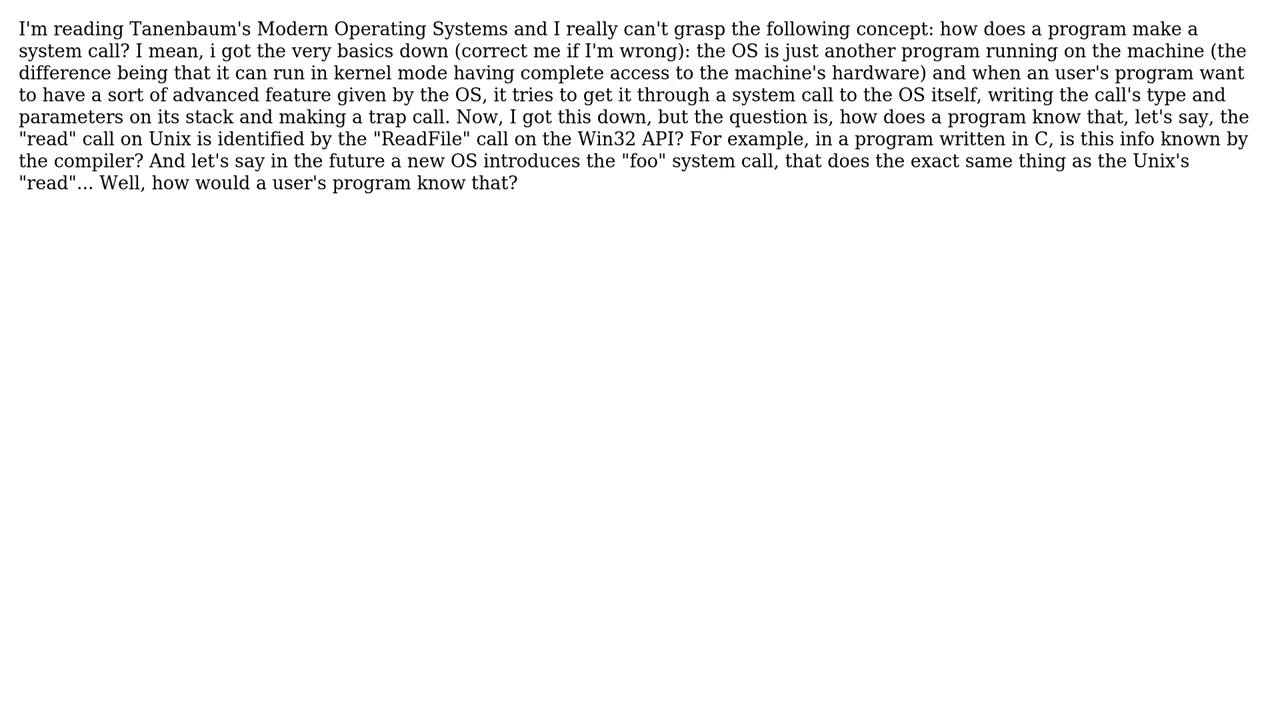 I'm reading Tanenbaum's Modern Operating Systems and I really can't grasp the following concept: how does a program make a
system call? I mean, i got the very basics down (correct me if I'm wrong): the OS is just another program running on the machine (the
difference being that it can run in kernel mode having complete access to the machine's hardware) and when an user's program want
to have a sort of advanced feature given by the OS, it tries to get it through a system call to the OS itself, writing the call's type and
parameters on its stack and making a trap call. Now, I got this down, but the question is, how does a program know that, let's say, the
"read" call on Unix is identified by the "ReadFile" call on the Win32 API? For example, in a program written in C, is this info known by
the compiler? And let's say in the future a new OS introduces the "foo" system call, that does the exact same thing as the Unix's
"read"... Well, how would a user's program know that?